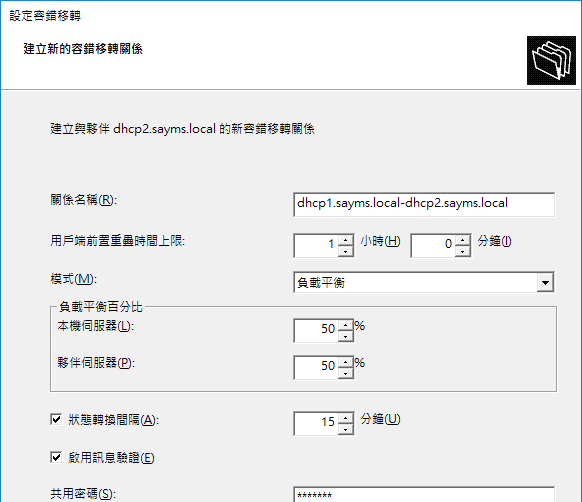 設定容錯移轉
建立新的容錯移轉關係
建立與夥伴 dhcp2.sayms.local 的新容錯移轉關係
關係名稱(R): dhcp1.sayms.local-dhcp2.sayms.local
用戶端前置重疊時間上限: 1 小時(H) 0 分鐘(I)
模式(M): 負載平衡
負載平衡百分比
本機伺服器(L): 50 %
夥伴伺服器(P): 50 %
狀態轉換間隔(A): 15 分鐘(U)
啟用訊息驗證(E)
共用密碼(S): *******